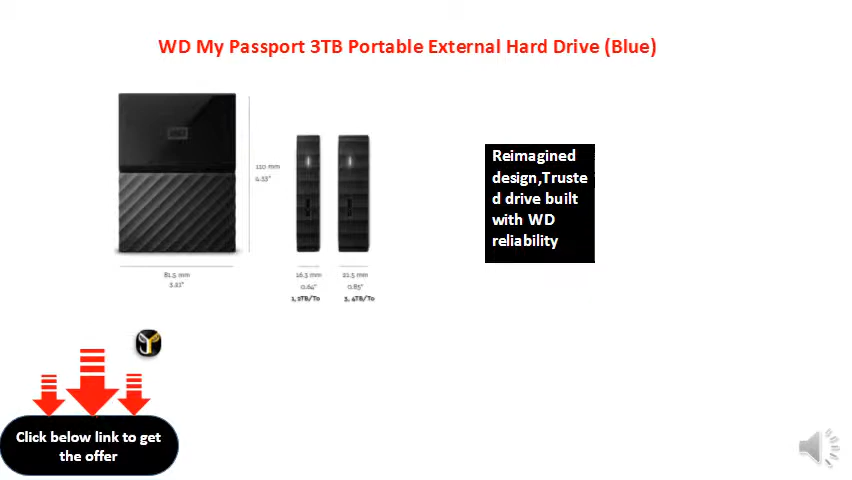 WD My Passport 3TB Portable External Hard Drive (Blue)
WD
110 mm
4.33"
Reimagined
design,Truste
d drive built
with WD
reliability
81.5 mm
3.21"
16.3 mm
0.64"
1, 2TB/To
21.5 mm
0.85"
3, 4TB/To
Click below link to get
the offer